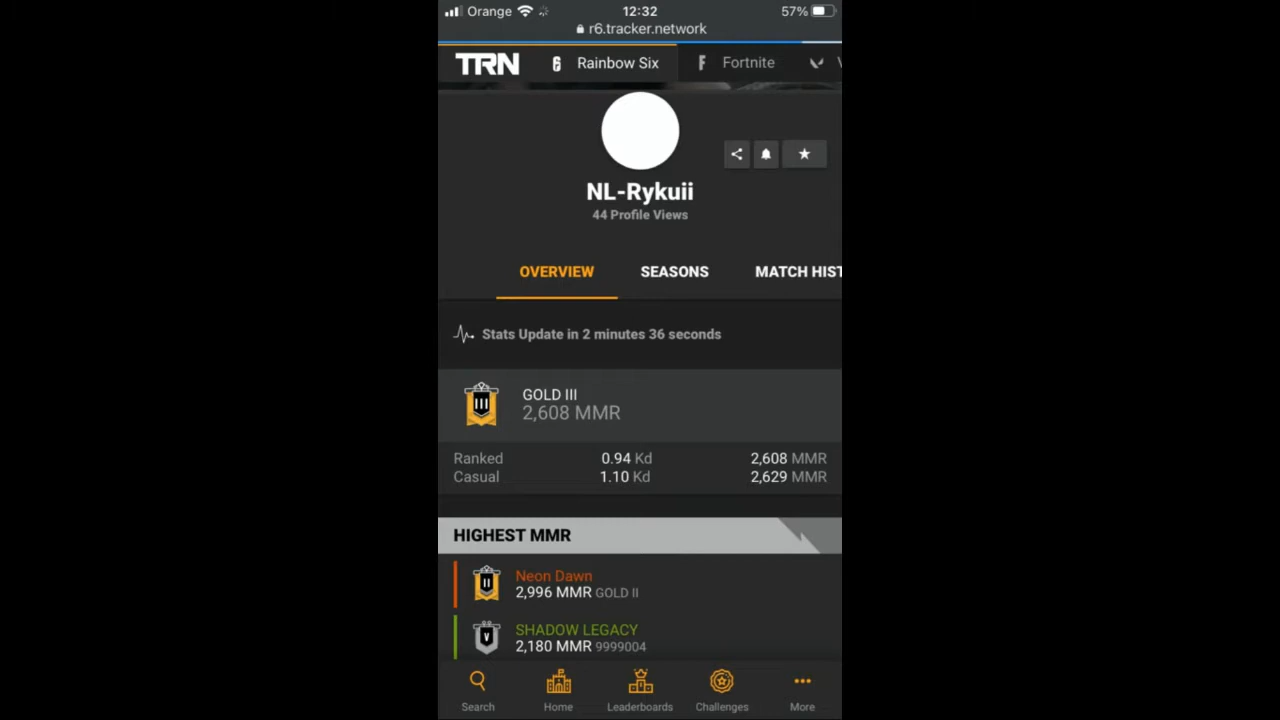 Orange 12:32 57%
r6.tracker.network
TRN Rainbow Six Fortnite V
NL-Rykuii
44 Profile Views
OVERVIEW SEASONS MATCH HIST
Stats Update in 2 minutes 36 seconds
III GOLD III
2,608 MMR
Ranked 0.94 Kd 2,608 MMR
Casual 1.10 Kd 2,629 MMR
HIGHEST MMR
Neon Dawn
II 2,996 MMR GOLD II
SHADOW LEGACY
V 2,180 MMR 9999004
Search Home Leaderboards Challenges More